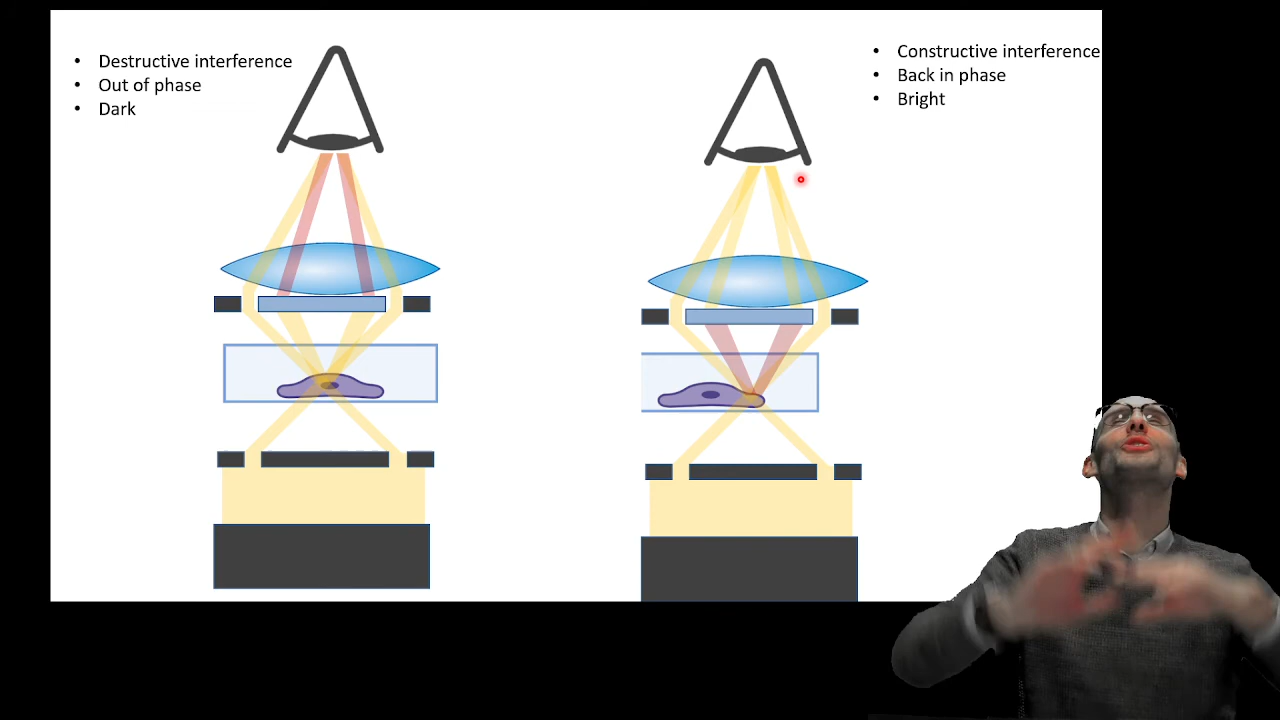 • Destructive interference
• Out of phase
• Dark
• Constructive interference
• Back in phase
• Bright